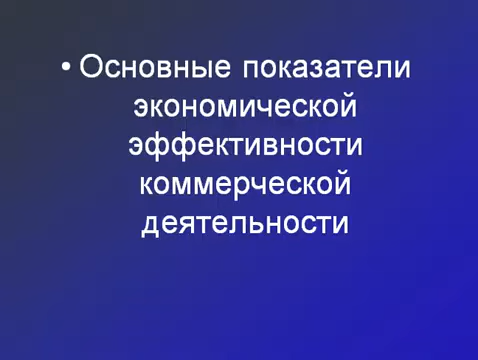 • Основные показатели
экономической
эффективности
коммерческой
деятельности